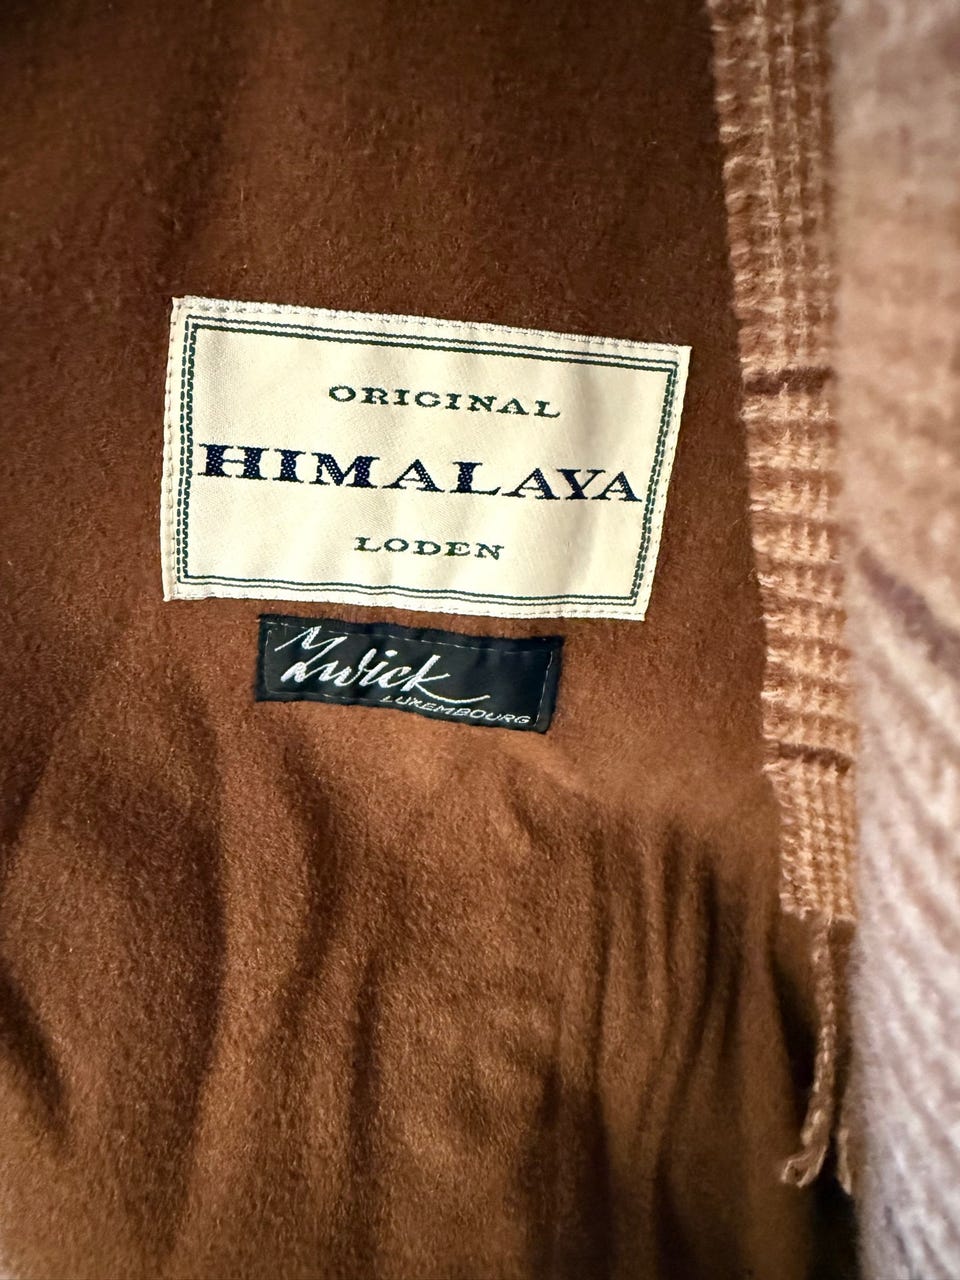 ORIGINAL
HIMALAYA
LODEN
Zwick
LUXEMBOURG